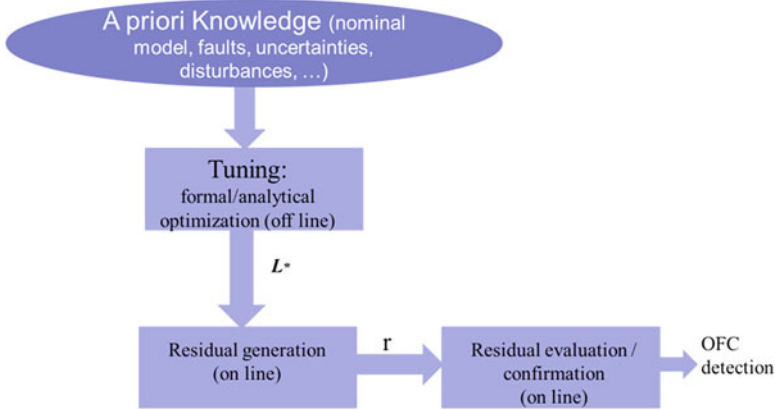 A priori Knowledge (nominal
model, faults, uncertainties,
disturbances, …)
Tuning:
formal/analytical
optimization (off line)
L*
Residual generation
(on line)
r
Residual evaluation /
confirmation
(on line)
OFC
detection